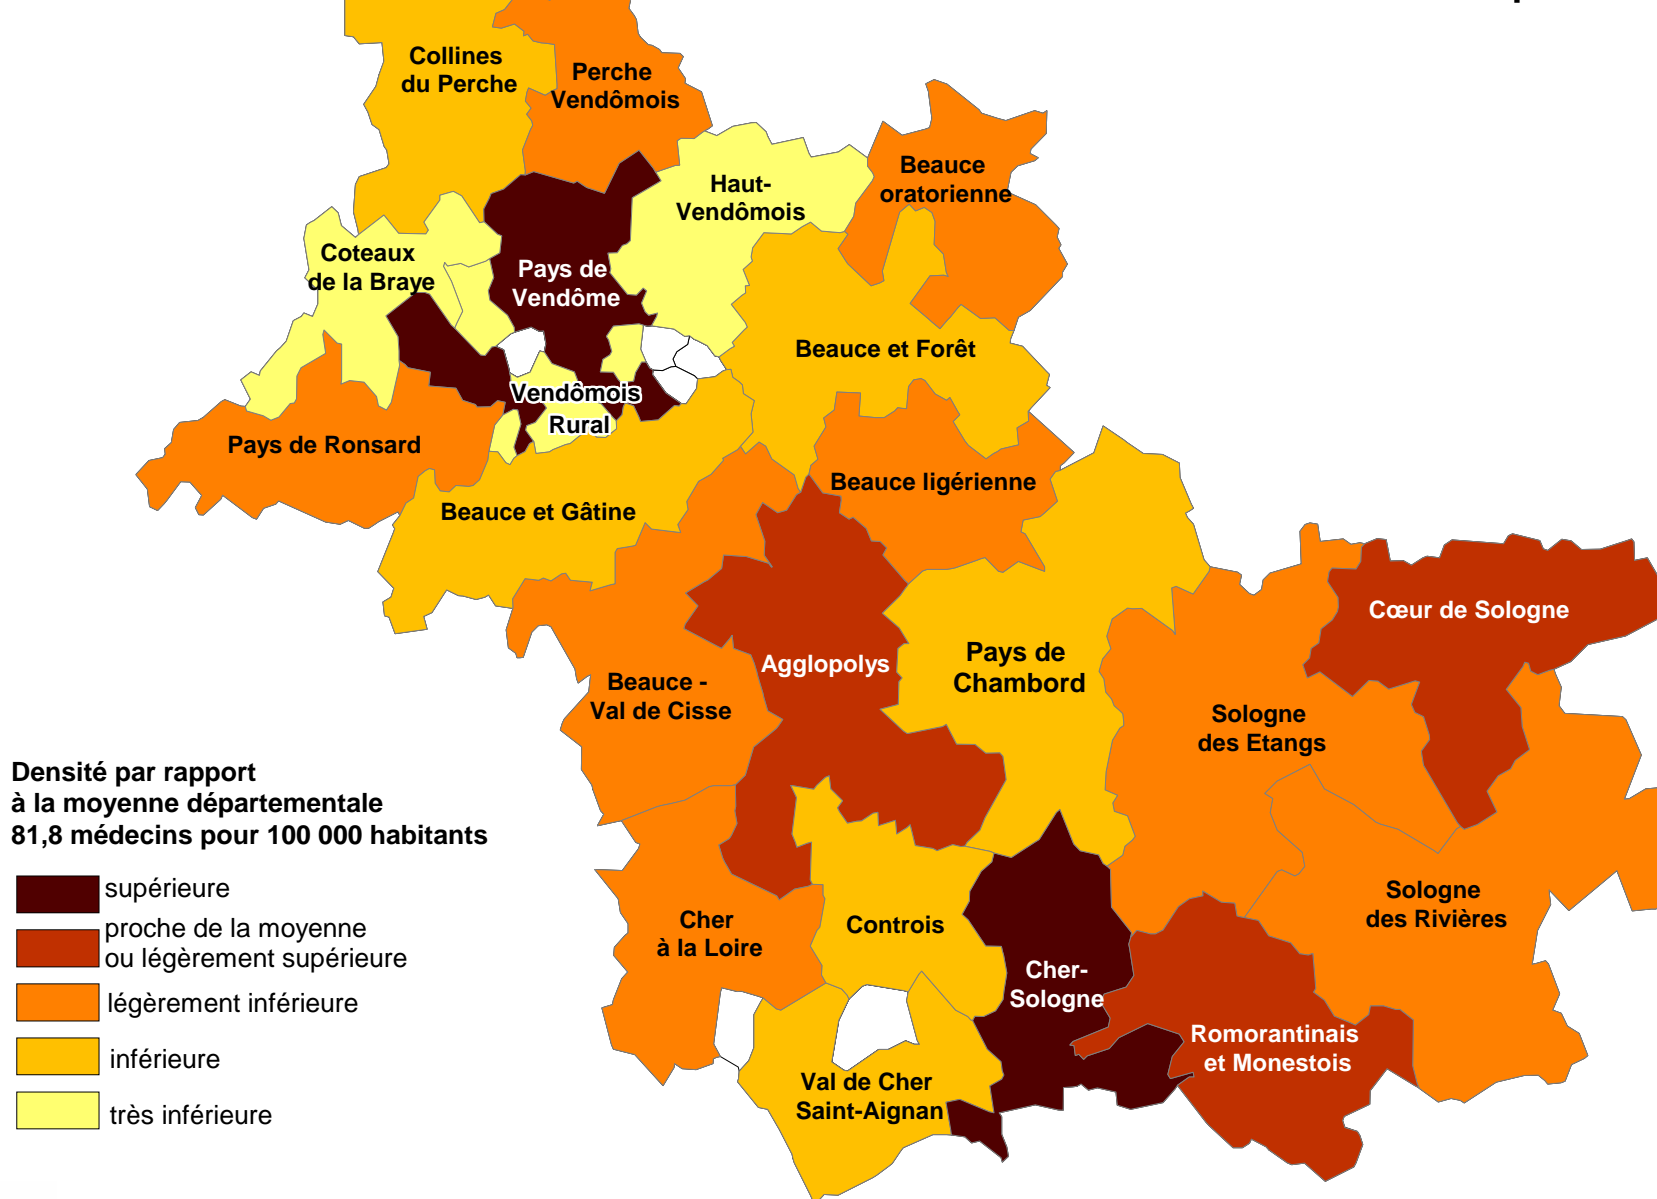 Collines
du Perche
Perche
Vendômois
Haut-
Vendômois
Beauce
oratorienne
Coteaux
de la Braye
Pays de
Vendôme
Beauce et Forêt
Vendômois
Rural
Pays de Ronsard
Beauce ligérienne
Beauce et Gâtine
Cœur de Sologne
Agglopolys
Pays de
Chambord
Beauce -
Val de Cisse
Sologne
des Etangs
Densité par rapport
à la moyenne départementale
81,8 médecins pour 100 000 habitants
supérieure
proche de la moyenne
ou légèrement supérieure
légèrement inférieure
inférieure
très inférieure
Cher
à la Loire
Controis
Sologne
des Rivières
Cher-
Sologne
Romorantinais
et Monestois
Val de Cher
Saint-Aignan